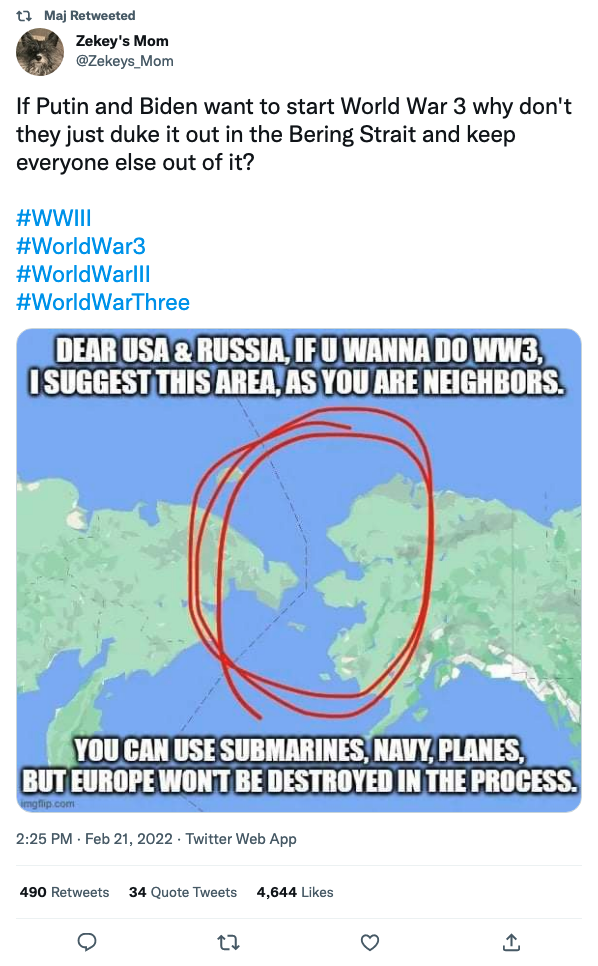 Maj Retweeted
Zekey's Mom
@Zekeys_Mom
If Putin and Biden want to start World War 3 why don't
they just duke it out in the Bering Strait and keep
everyone else out of it?
#WWIII
#WorldWar3
#WorldWarIII
#WorldWarThree
DEAR USA & RUSSIA, IF U WANNA DO WW3,
I SUGGEST THIS AREA, AS YOU ARE NEIGHBORS.
YOU CAN USE SUBMARINES, NAVY, PLANES,
BUT EUROPE WON'T BE DESTROYED IN THE PROCESS.
imgflip.com
2:25 PM · Feb 21, 2022 · Twitter Web App
490 Retweets 34 Quote Tweets 4,644 Likes